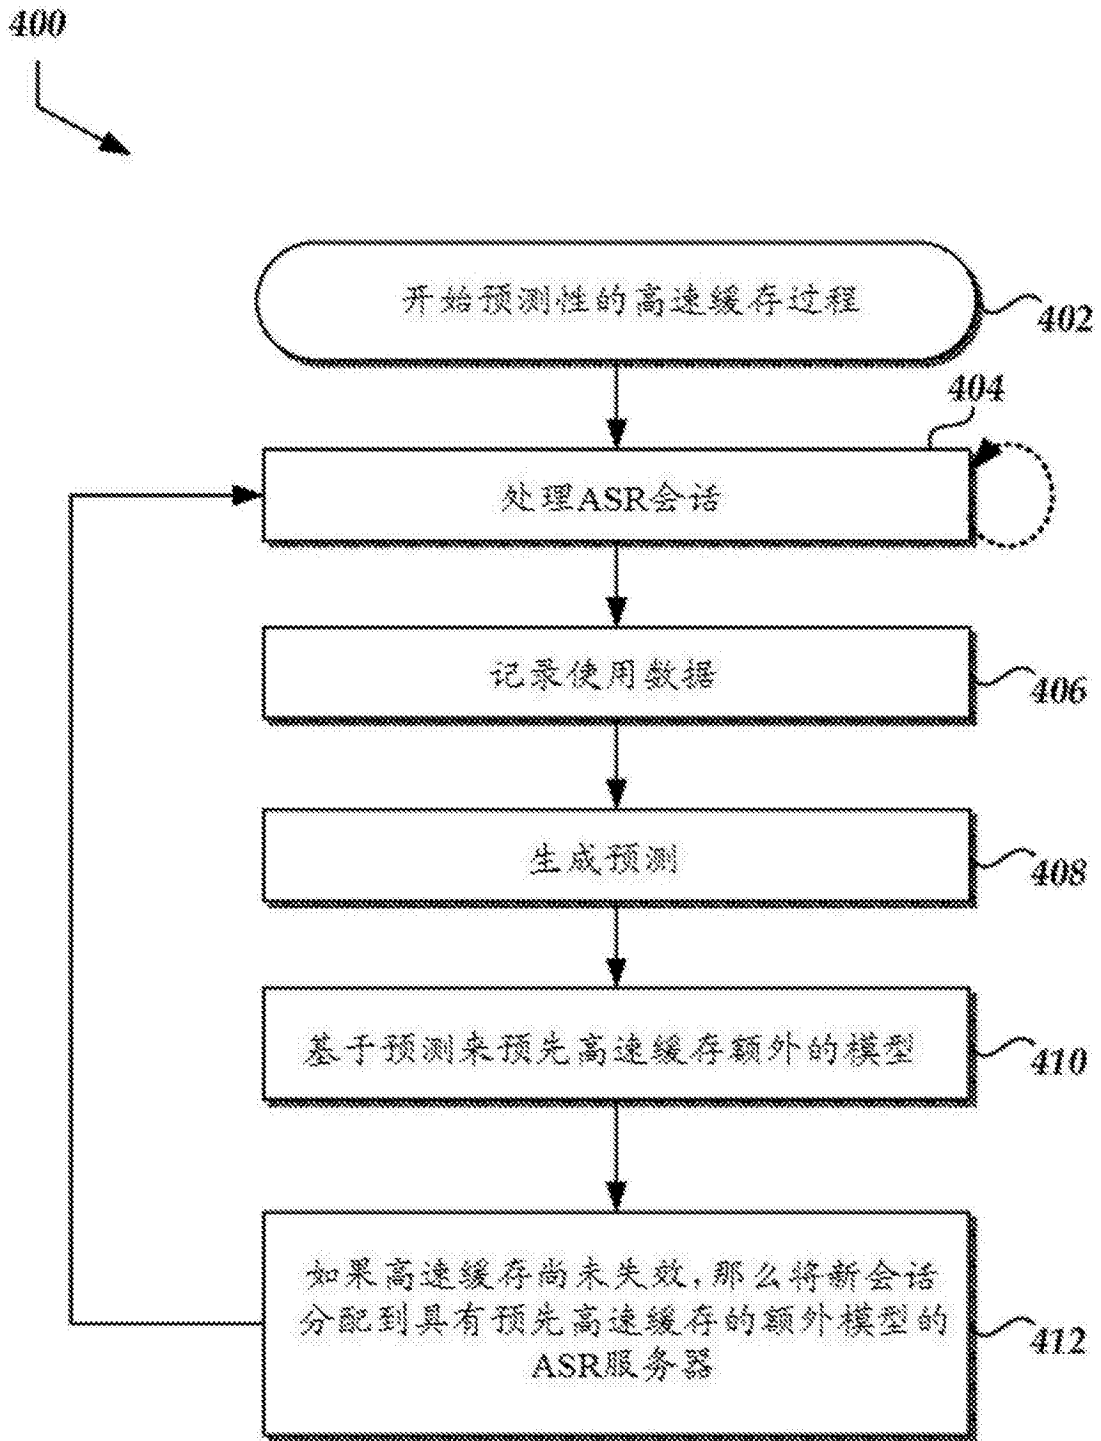 400
开始预测性的高速缓存过程
402
404
处理ASR会话
记录使用数据
406
生成预测
408
基于预测来预先高速缓存额外的模型
410
如果高速缓存尚未失效,那么将新会话
分配到具有预先高速缓存的额外模型的
ASR服务器
412